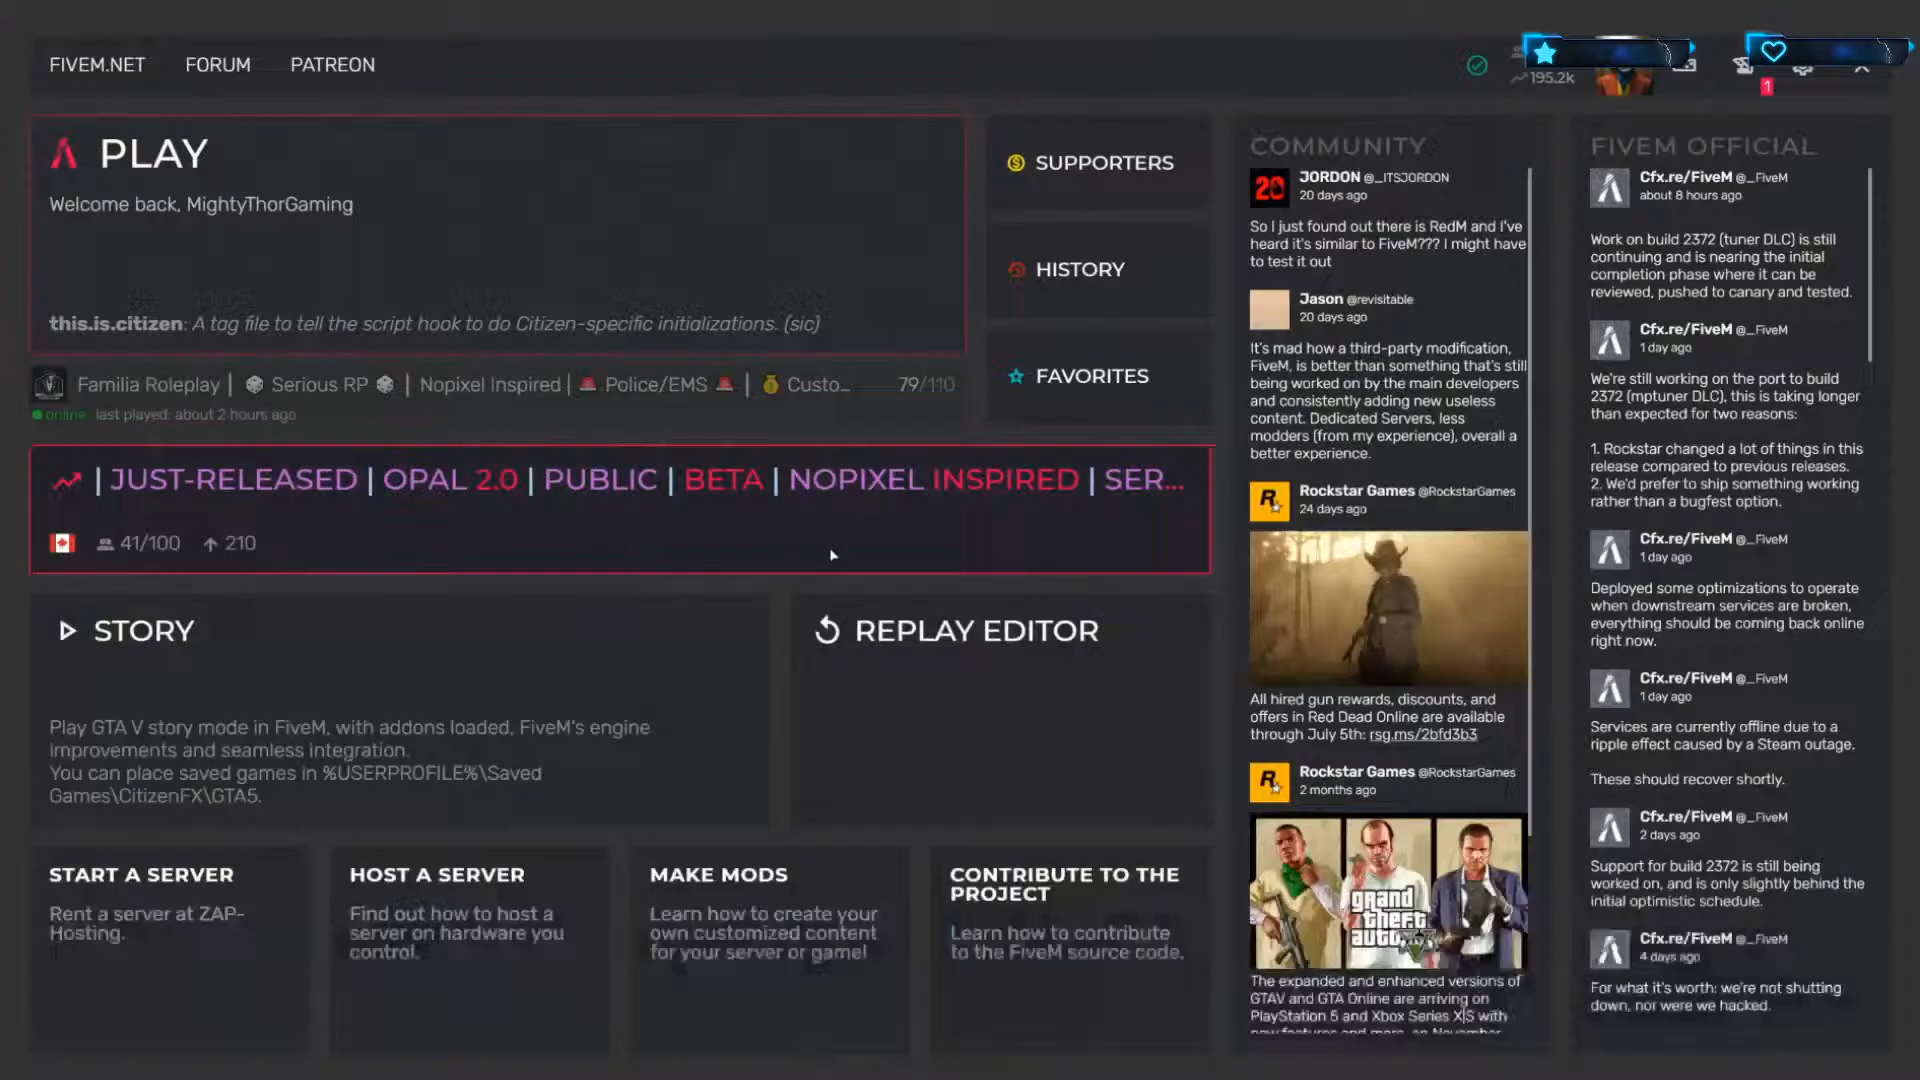 FIVEM.NET FORUM PATREON
195.2k
1
PLAY
Welcome back, MightyThorGaming
this.is.citizen: A tag file to tell the script hook to do Citizen-specific initializations. (sic)
Familia Roleplay | Serious RP | Nopixel Inspired | Police/EMS | Custo... 79/110
online last played: about 2 hours ago
SUPPORTERS
HISTORY
FAVORITES
| JUST-RELEASED | OPAL 2.0 | PUBLIC | BETA | NOPIXEL INSPIRED | SER...
41/100 210
STORY
Play GTA V story mode in FiveM, with addons loaded, FiveM's engine
improvements and seamless integration.
You can place saved games in %USERPROFILE%\Saved
Games\CitizenFX\GTA5.
REPLAY EDITOR
START A SERVER
Rent a server at ZAP-
Hosting.
HOST A SERVER
Find out how to host a
server on hardware you
control.
MAKE MODS
Learn how to create your
own customized content
for your server or game!
CONTRIBUTE TO THE
PROJECT
Learn how to contribute
to the FiveM source code.
COMMUNITY
20
JORDON @_ITSJORDON
20 days ago
So I just found out there is RedM and I've
heard it's similar to FiveM??? I might have
to test it out
Jason @revisitable
20 days ago
It's mad how a third-party modification,
FiveM, is better than something that's still
being worked on by the main developers
and consistently adding new useless
content. Dedicated Servers, less
modders (from my experience), overall a
better experience.
Rockstar Games @RockstarGames
24 days ago
All hired gun rewards, discounts, and
offers in Red Dead Online are available
through July 5th: rsg.ms/2bfd3b3
Rockstar Games @RockstarGames
2 months ago
grand
theft
auto
The expanded and enhanced versions of
GTAV and GTA Online are arriving on
PlayStation 5 and Xbox Series X|S with
new features and more, on November
FIVEM OFFICIAL
Cfx.re/FiveM @_FiveM
about 8 hours ago
Work on build 2372 (tuner DLC) is still
continuing and is nearing the initial
completion phase where it can be
reviewed, pushed to canary and tested.
Cfx.re/FiveM @_FiveM
1 day ago
We're still working on the port to build
2372 (mptuner DLC), this is taking longer
than expected for two reasons:
1. Rockstar changed a lot of things in this
release compared to previous releases.
2. We'd prefer to ship something working
rather than a bugfest option.
Cfx.re/FiveM @_FiveM
1 day ago
Deployed some optimizations to operate
when downstream services are broken,
everything should be coming back online
right now.
Cfx.re/FiveM @_FiveM
1 day ago
Services are currently offline due to a
ripple effect caused by a Steam outage.
These should recover shortly.
Cfx.re/FiveM @_FiveM
2 days ago
Support for build 2372 is still being
worked on, and is only slightly behind the
initial optimistic schedule.
Cfx.re/FiveM @_FiveM
4 days ago
For what it's worth: we're not shutting
down, nor were we hacked.